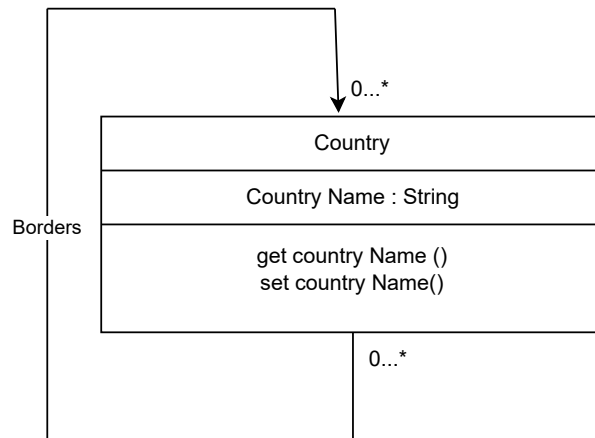 0...*
Country
Country Name : String
Borders
get country Name ()
set country Name()
0...*